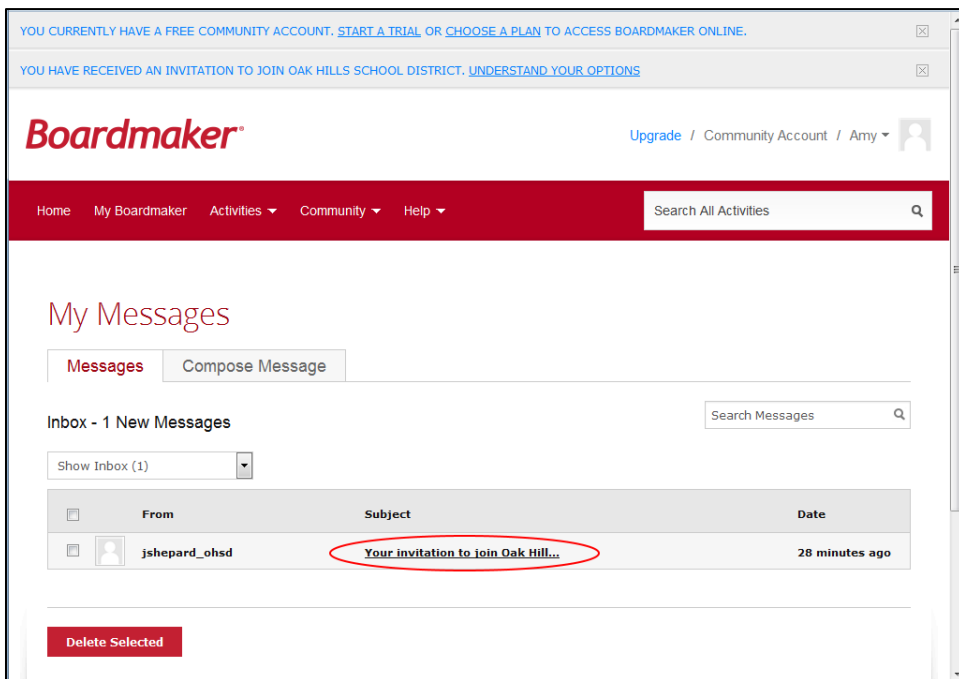 YOU CURRENTLY HAVE A FREE COMMUNITY ACCOUNT. START A TRIAL OR CHOOSE A PLAN TO ACCESS BOARDMAKER ONLINE.
YOU HAVE RECEIVED AN INVITATION TO JOIN OAK HILLS SCHOOL DISTRICT. UNDERSTAND YOUR OPTIONS
Boardmaker®
Upgrade / Community Account / Amy
Home My Boardmaker Activities Community Help Search All Activities
My Messages
Messages Compose Message
Inbox - 1 New Messages Search Messages
Show Inbox (1)
From Subject Date
jshepard_ohsd Your invitation to join Oak Hill... 28 minutes ago
Delete Selected